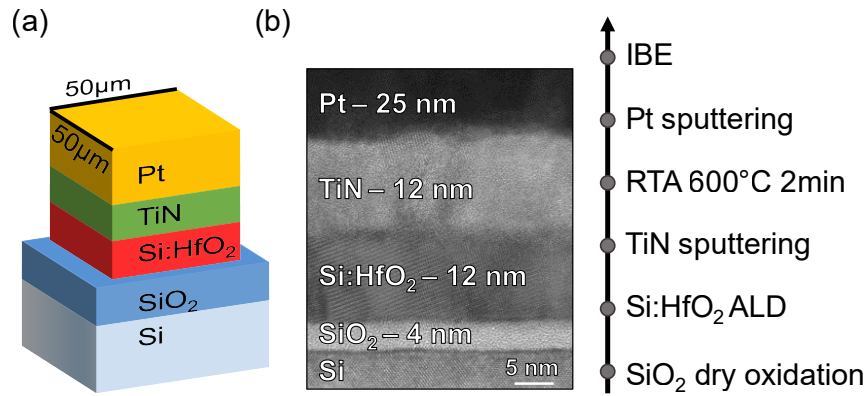 (a)
50μm
50μm
Pt
TiN
Si:HfO₂
SiO₂
Si
(b)
Pt – 25 nm
TiN – 12 nm
Si:HfO₂ – 12 nm
SiO₂ – 4 nm
Si
5 nm
IBE
Pt sputtering
RTA 600°C 2min
TiN sputtering
Si:HfO₂ ALD
SiO₂ dry oxidation